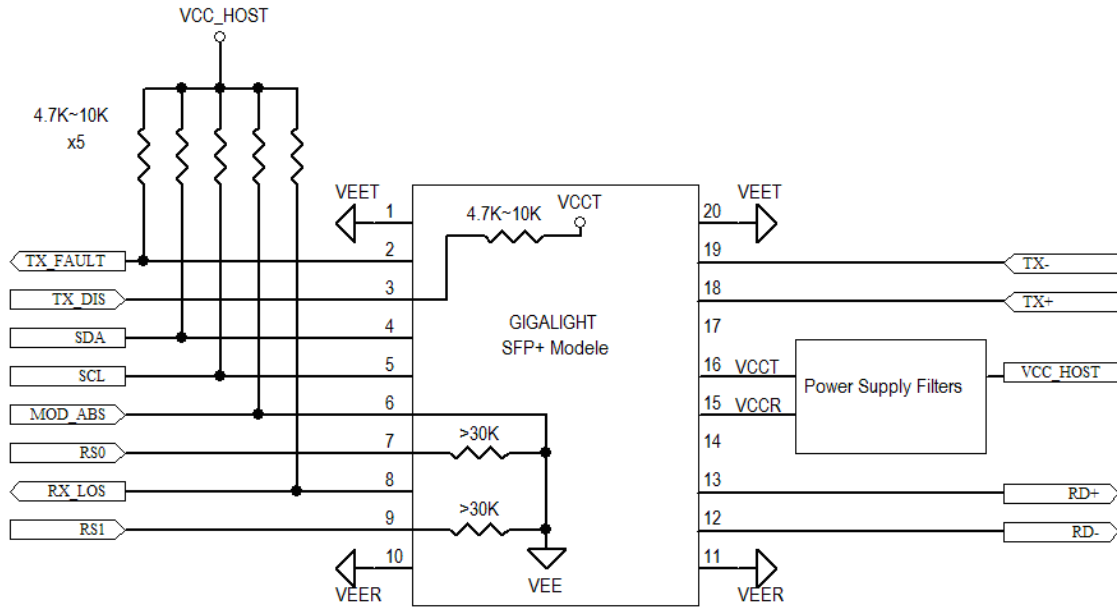 VCC_HOST
4.7K~10K
x5
VEET
1
4.7K~10K
VCCT
20
VEET
TX_FAULT
2
19
TX-
TX_DIS
3
18
TX+
SDA
4
GIGALIGHT
SFP+ Modele
17
SCL
5
16
VCCT
Power Supply Filters
VCC_HOST
MOD_ABS
6
15
VCCR
RS0
7
>30K
14
RX_LOS
8
13
RD+
RS1
9
>30K
12
RD-
10
VEER
VEE
11
VEER